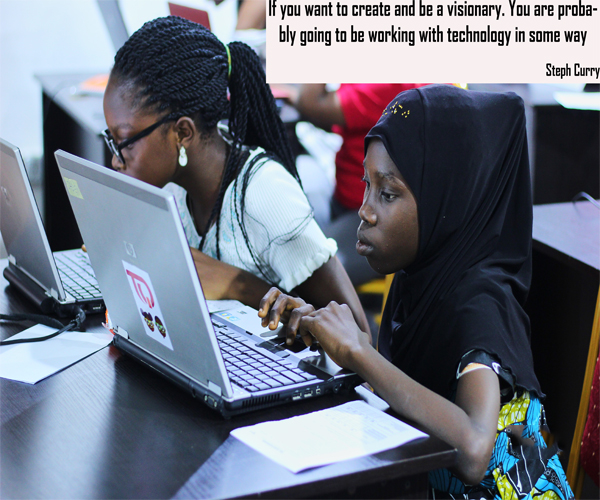 If you want to create and be a visionary. You are proba-
bly going to be working with technology in some way
Steph Curry
hp